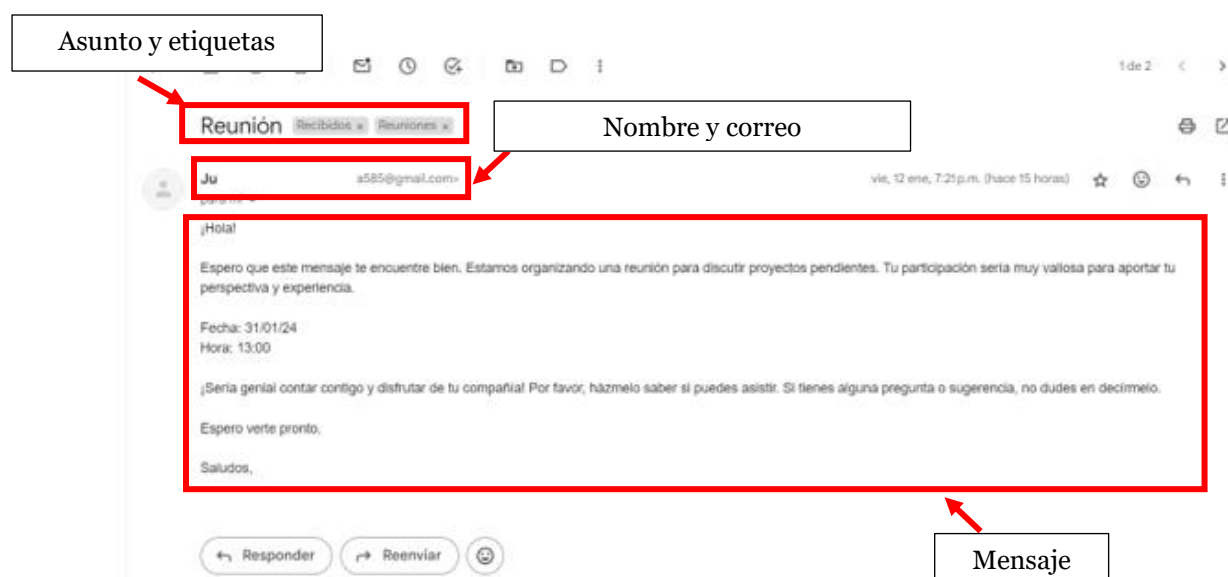 Asunto y etiquetas
1 de 2
Reunión Recibidos x Reuniones x
Nombre y correo
Ju a585@gmail.com>
vie, 12 ene, 7:21 p.m. (hace 15 horas)
para mí
¡Hola!
Espero que este mensaje te encuentre bien. Estamos organizando una reunión para discutir proyectos pendientes. Tu participación sería muy valiosa para aportar tu
perspectiva y experiencia.
Fecha: 31/01/24
Hora: 13:00
¡Sería genial contar contigo y disfrutar de tu compañía! Por favor, házmelo saber si puedes asistir. Si tienes alguna pregunta o sugerencia, no dudes en decírmelo.
Espero verte pronto,
Saludos,
Mensaje
Responder
Reenviar